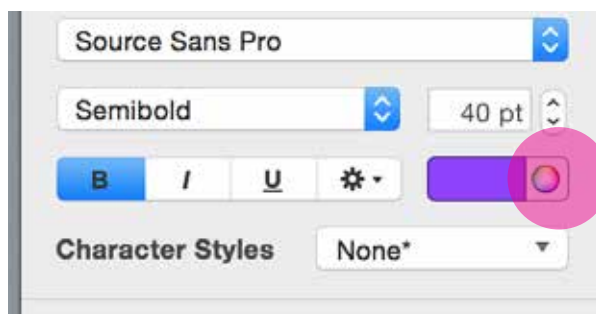 Source Sans Pro
Semibold 40 pt
B I U
Character Styles None*